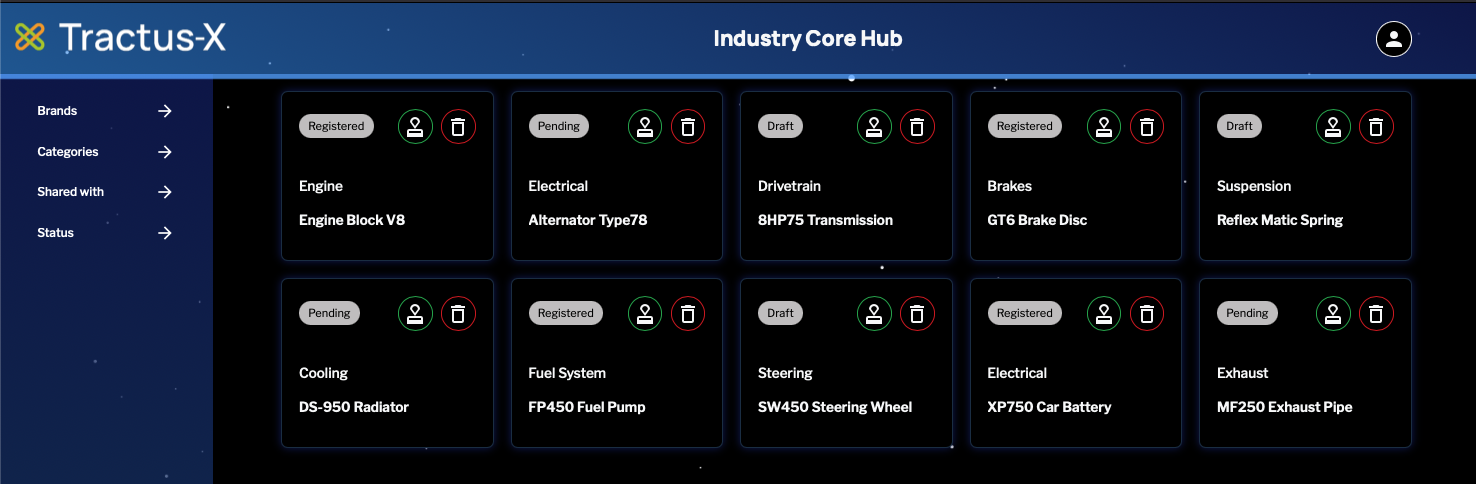 Tractus-X
Industry Core Hub
Brands
Categories
Shared with
Status
Registered
Engine
Engine Block V8
Pending
Electrical
Alternator Type78
Draft
Drivetrain
8HP75 Transmission
Registered
Brakes
GT6 Brake Disc
Draft
Suspension
Reflex Matic Spring
Pending
Cooling
DS-950 Radiator
Registered
Fuel System
FP450 Fuel Pump
Draft
Steering
SW450 Steering Wheel
Registered
Electrical
XP750 Car Battery
Pending
Exhaust
MF250 Exhaust Pipe